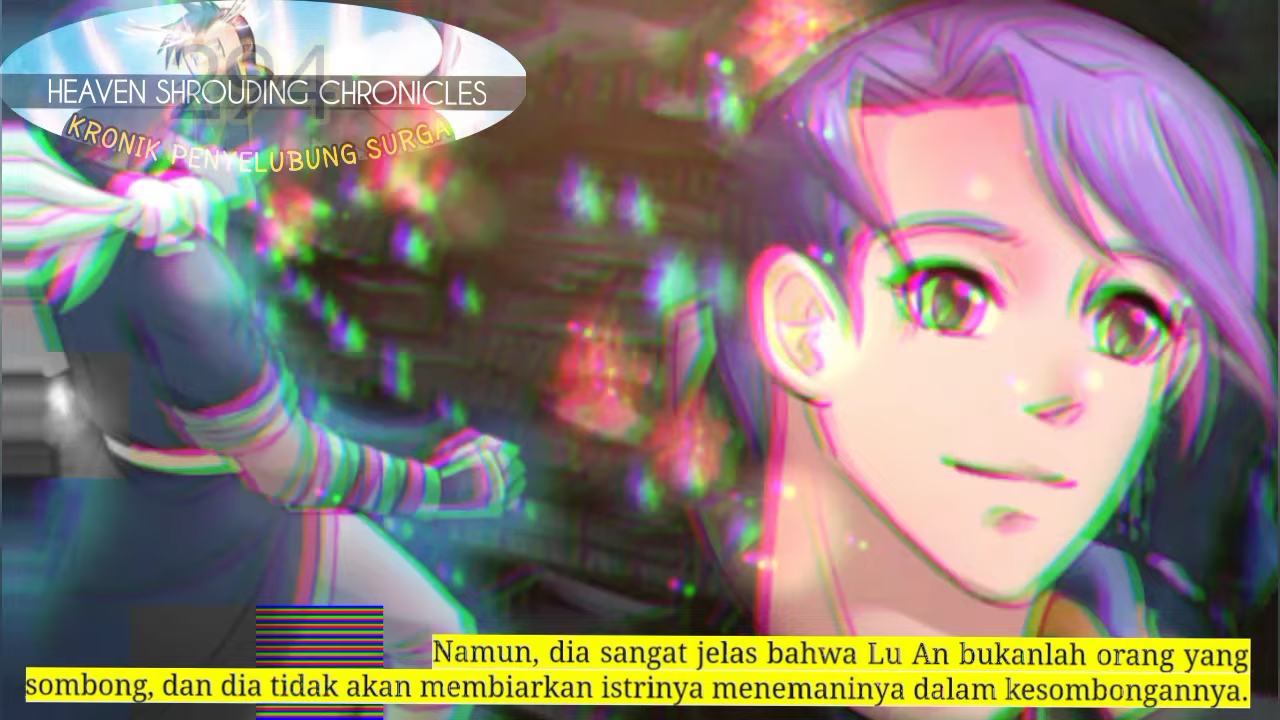 294
HEAVEN SHROUDING CHRONICLES
KRONIK PENYELUBUNG SURGA
Namun, dia sangat jelas bahwa Lu An bukanlah orang yang
sombong, dan dia tidak akan membiarkan istrinya menemaninya dalam kesombongannya.